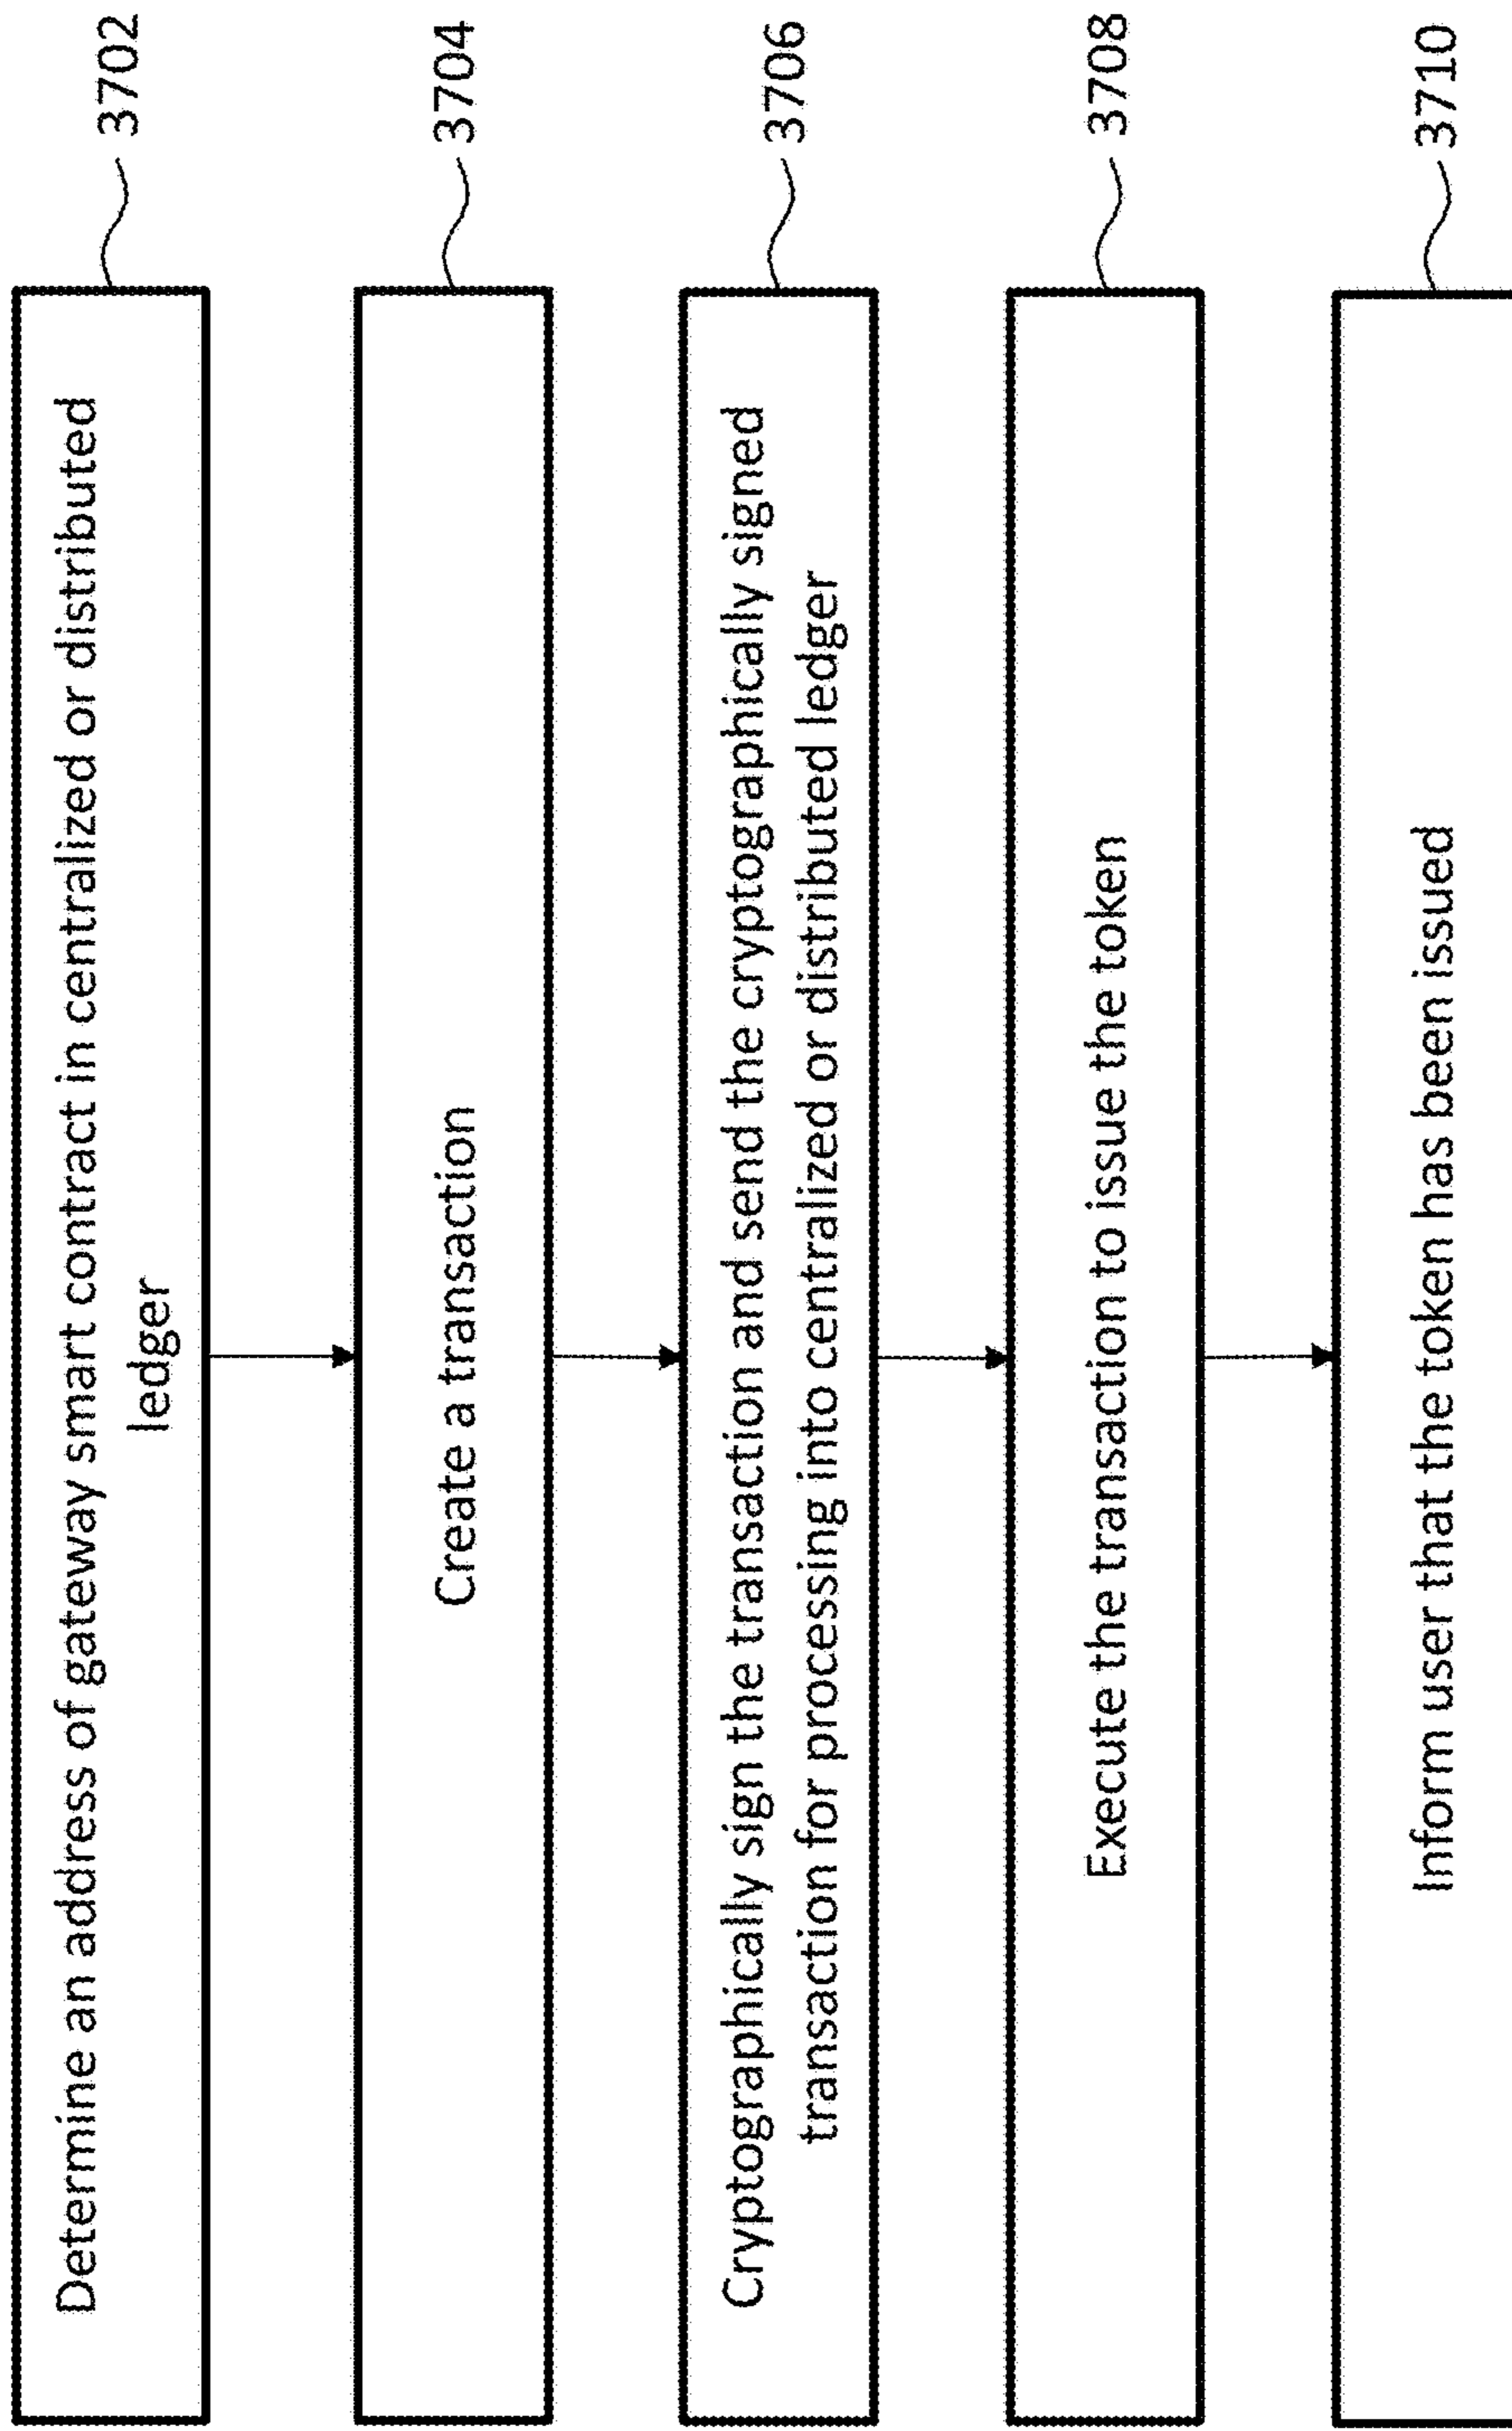 Determine an address of gateway smart contract in centralized or distributed
ledger
3702
Create a transaction
3704
Cryptographically sign the transaction and send the cryptographically signed
transaction for processing into centralized or distributed ledger
3706
Execute the transaction to issue the token
3708
Inform user that the token has been issued
3710